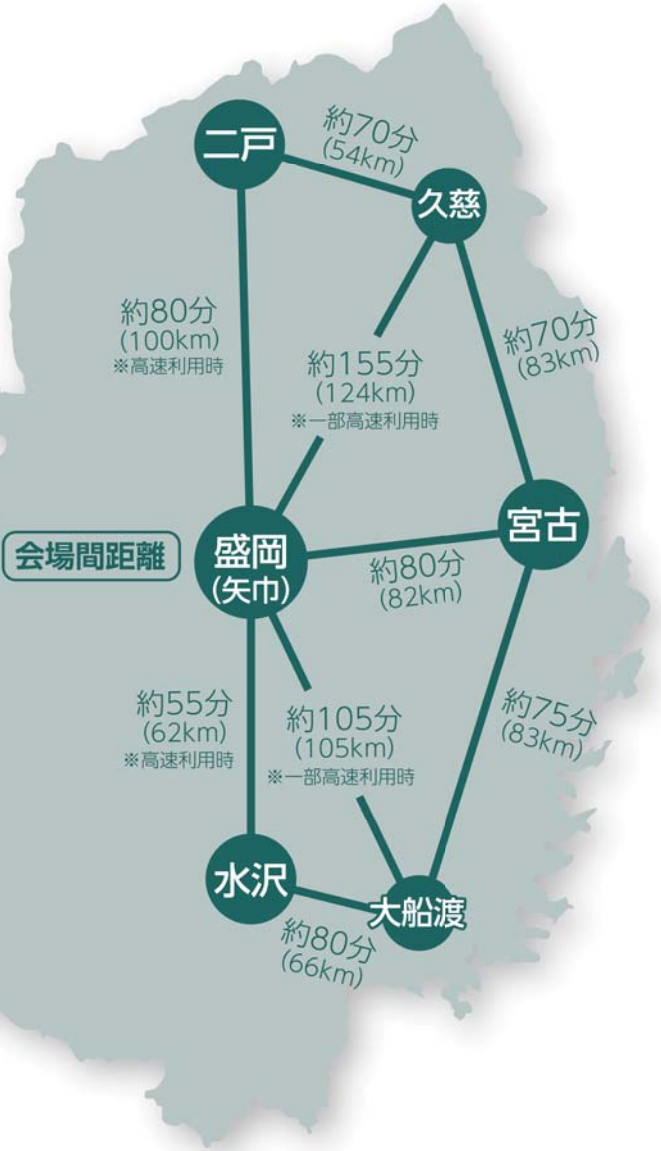 二戸
約70分
(54km)
久慈
約80分
(100km)
※高速利用時
約155分
(124km)
※一部高速利用時
約70分
(83km)
会場間距離
盛岡
(矢巾)
宮古
約80分
(82km)
約55分
(62km)
※高速利用時
約105分
(105km)
※一部高速利用時
約75分
(83km)
水沢
大船渡
約80分
(66km)